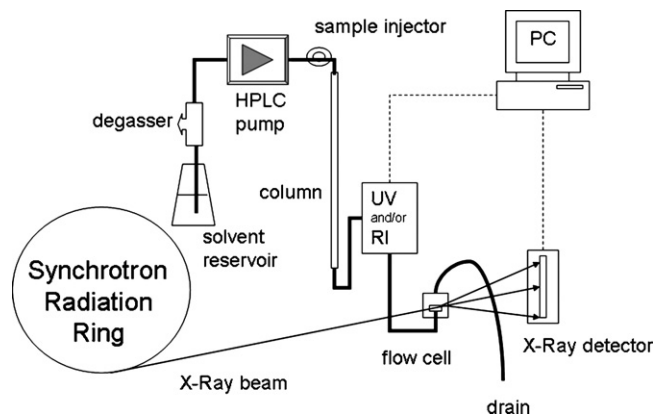 sample injector
PC
HPLC
pump
degasser
column
UV
and/or
RI
solvent
reservoir
Synchrotron
Radiation
Ring
flow cell
X-Ray detector
X-Ray beam
drain